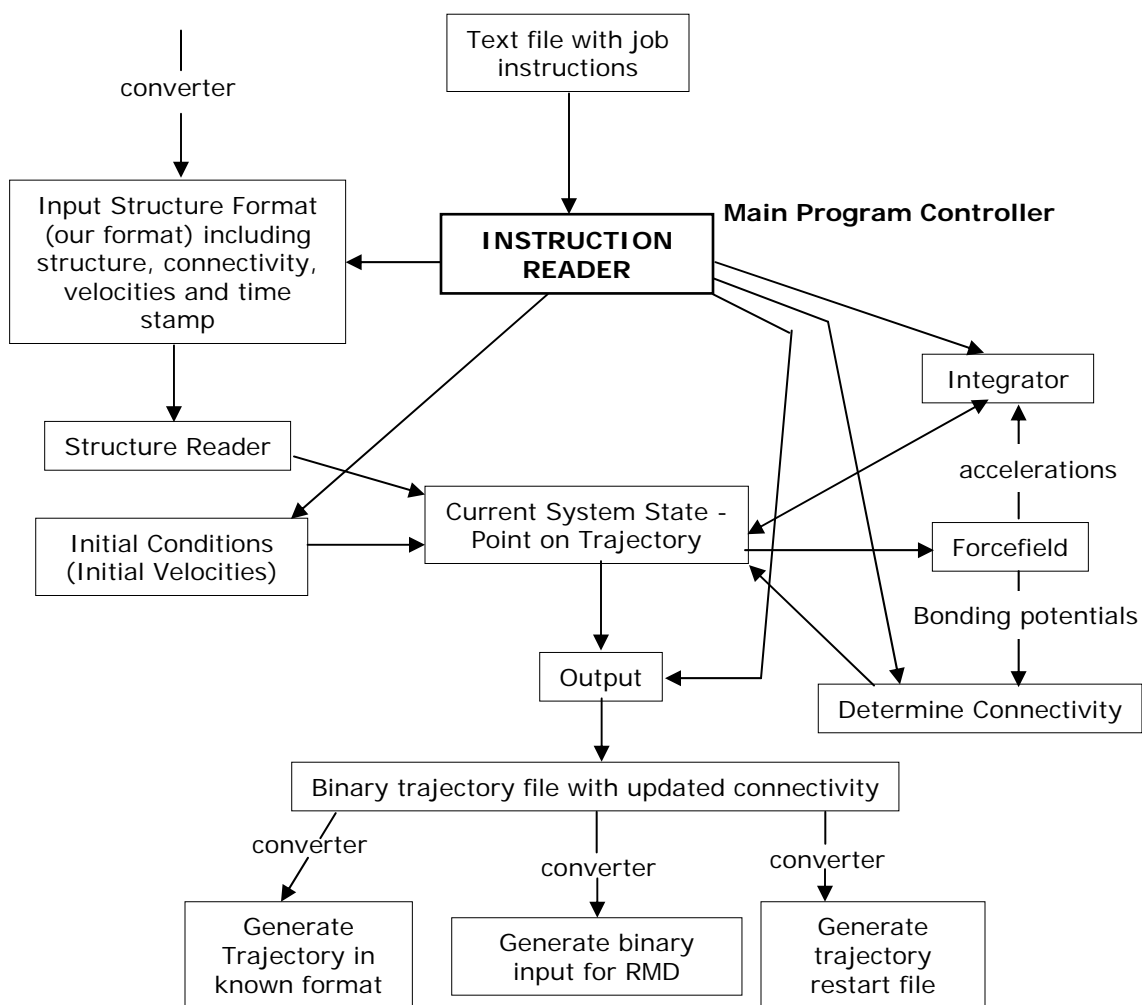 Text file with job
instructions
converter
Input Structure Format
(our format) including
structure, connectivity,
velocities and time
stamp
Main Program Controller
INSTRUCTION
READER
Integrator
Structure Reader
accelerations
Current System State -
Point on Trajectory
Initial Conditions
(Initial Velocities)
Forcefield
Bonding potentials
Output
Determine Connectivity
Binary trajectory file with updated connectivity
converter
converter
converter
Generate
Trajectory in
known format
Generate binary
input for RMD
Generate
trajectory
restart file